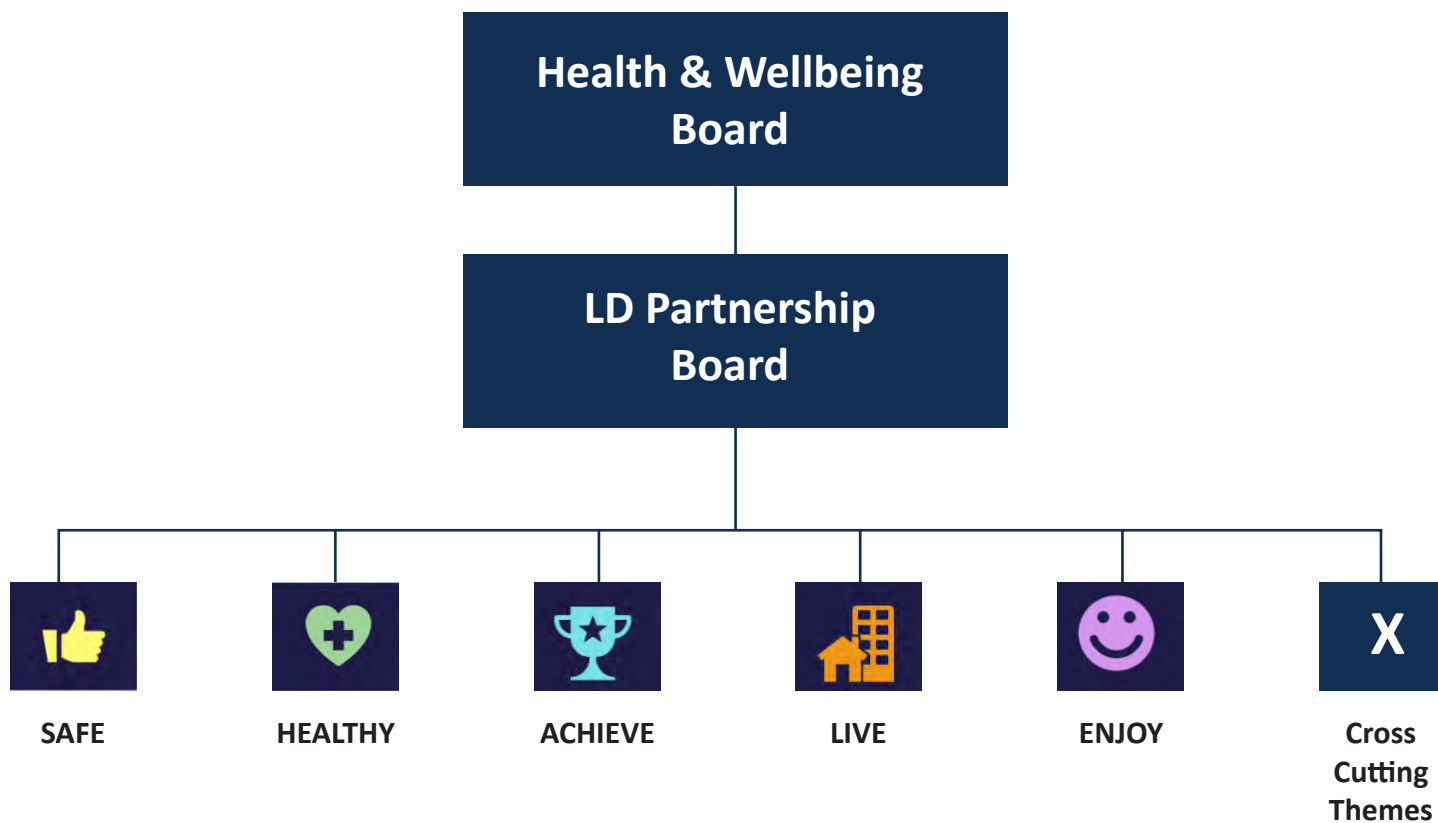 Health & Wellbeing
Board
LD Partnership
Board
X
SAFE
HEALTHY
ACHIEVE
LIVE
ENJOY
Cross
Cutting
Themes